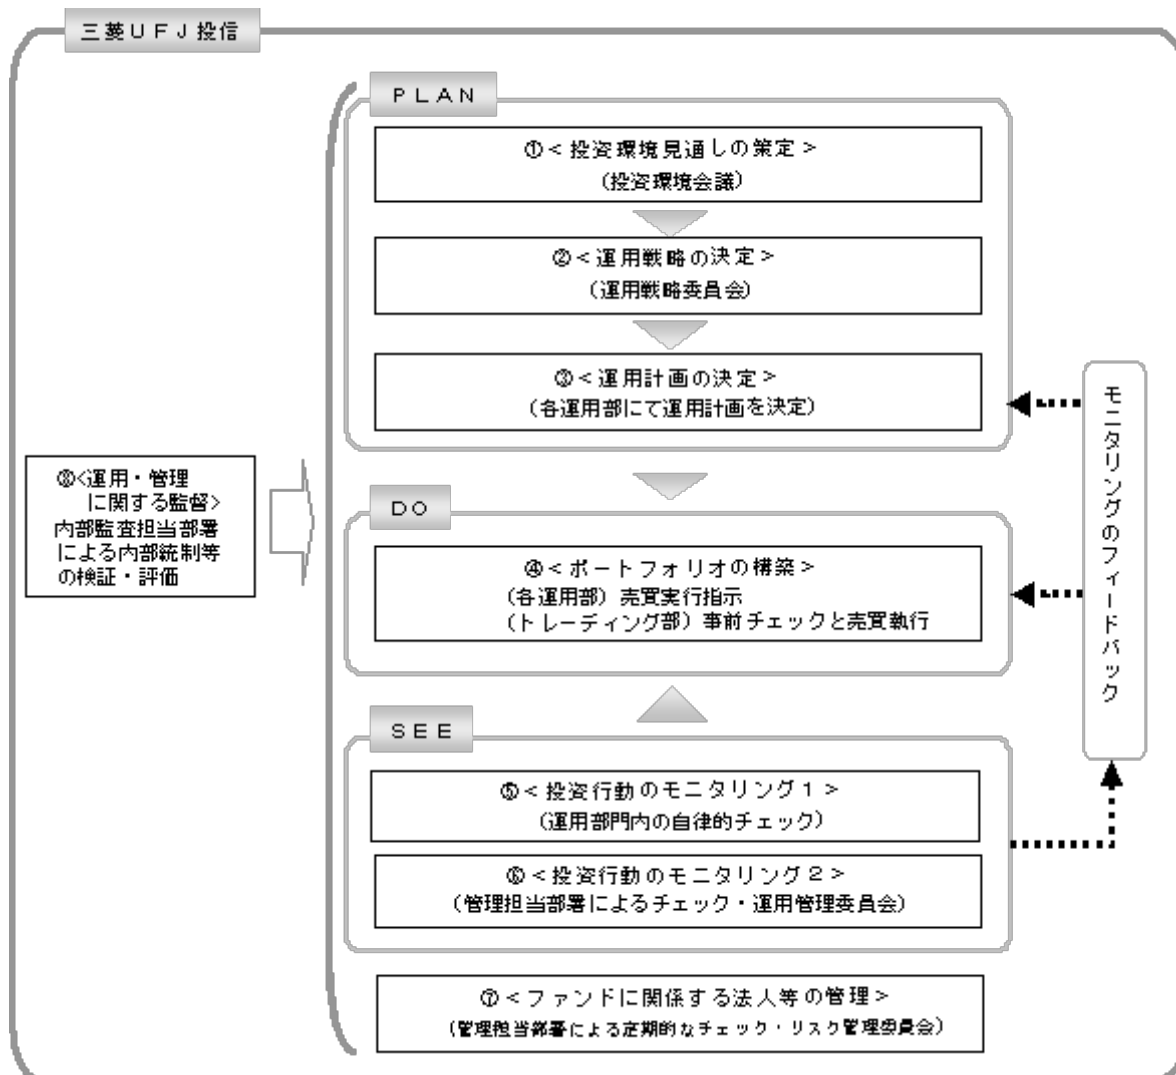 三菱UFJ投信
PLAN
①<投資環境見通しの策定>
(投資環境会議)
②<運用戦略の決定>
(運用戦略委員会)
③<運用計画の決定>
(各運用部にて運用計画を決定)
⑧<運用・管理
に関する監督>
内部監査担当部署
による内部統制等
の検証・評価
DO
④<ポートフォリオの構築>
(各運用部)売買実行指示
(トレーディング部)事前チェックと売買執行
モニタリングのフィードバック
SEE
⑤<投資行動のモニタリング1>
(運用部門内の自律的チェック)
⑥<投資行動のモニタリング2>
(管理担当部署によるチェック・運用管理委員会)
⑦<ファンドに関係する法人等の管理>
(管理担当部署による定期的なチェック・リスク管理委員会)